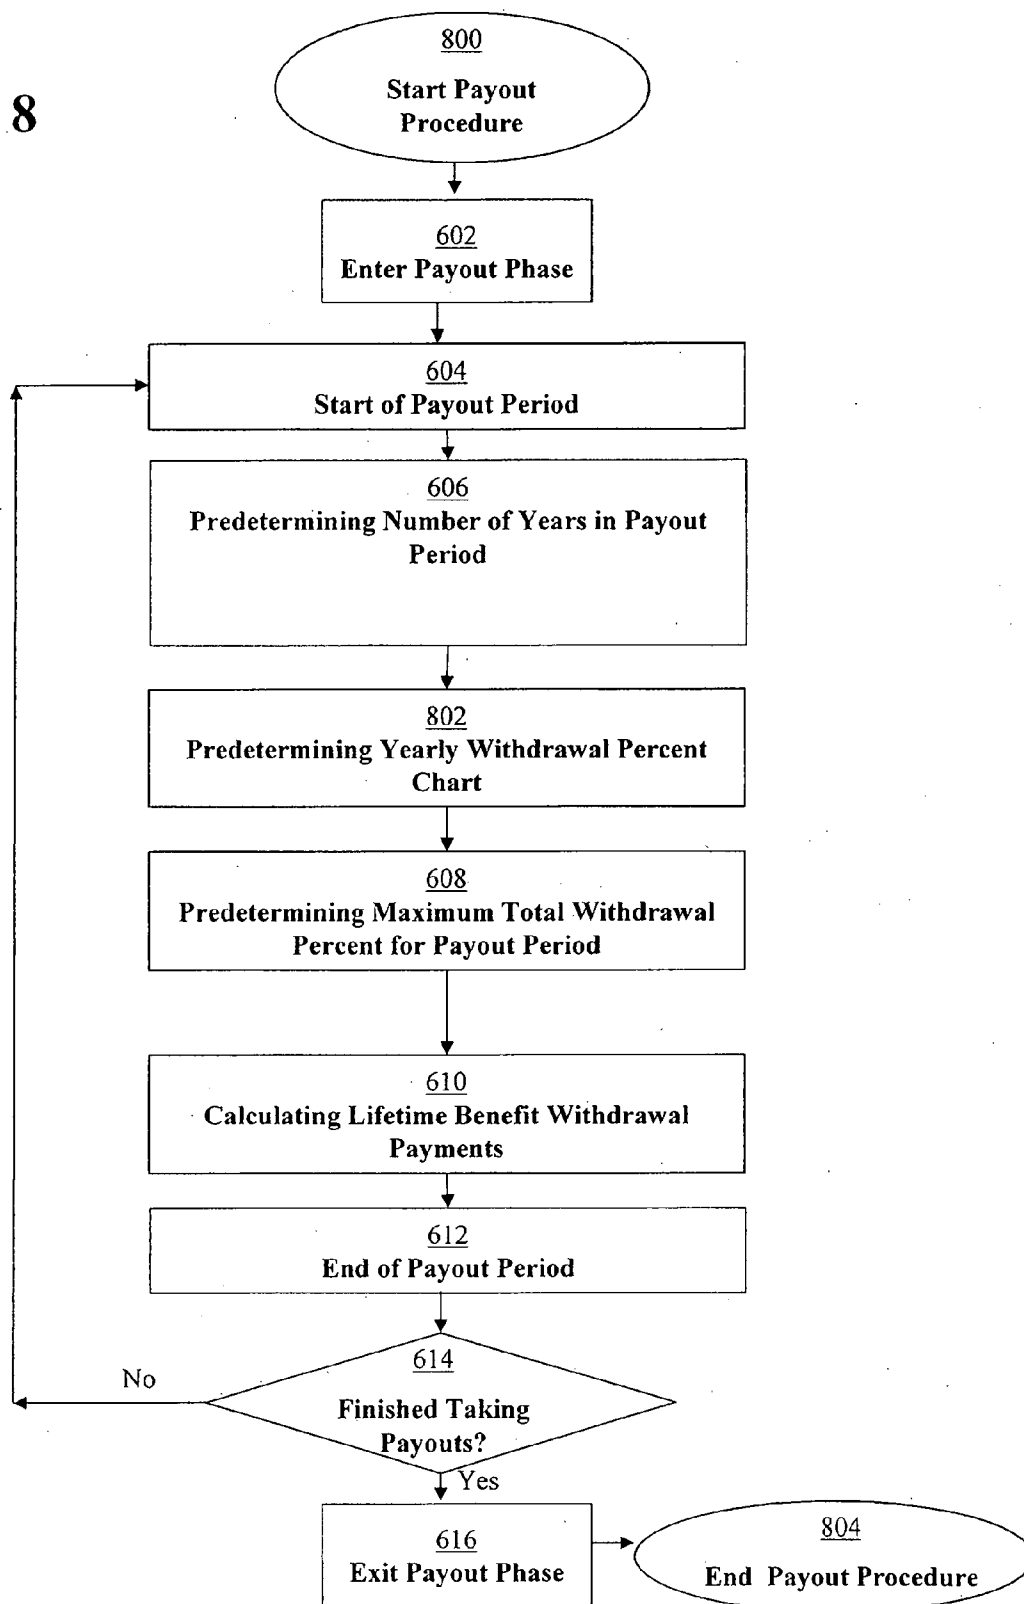 8
800
Start Payout
Procedure
602
Enter Payout Phase
604
Start of Payout Period
606
Predetermining Number of Years in Payout
Period
802
Predetermining Yearly Withdrawal Percent
Chart
608
Predetermining Maximum Total Withdrawal
Percent for Payout Period
610
Calculating Lifetime Benefit Withdrawal
Payments
612
End of Payout Period
614
Finished Taking
Payouts?
No
Yes
616
Exit Payout Phase
804
End Payout Procedure